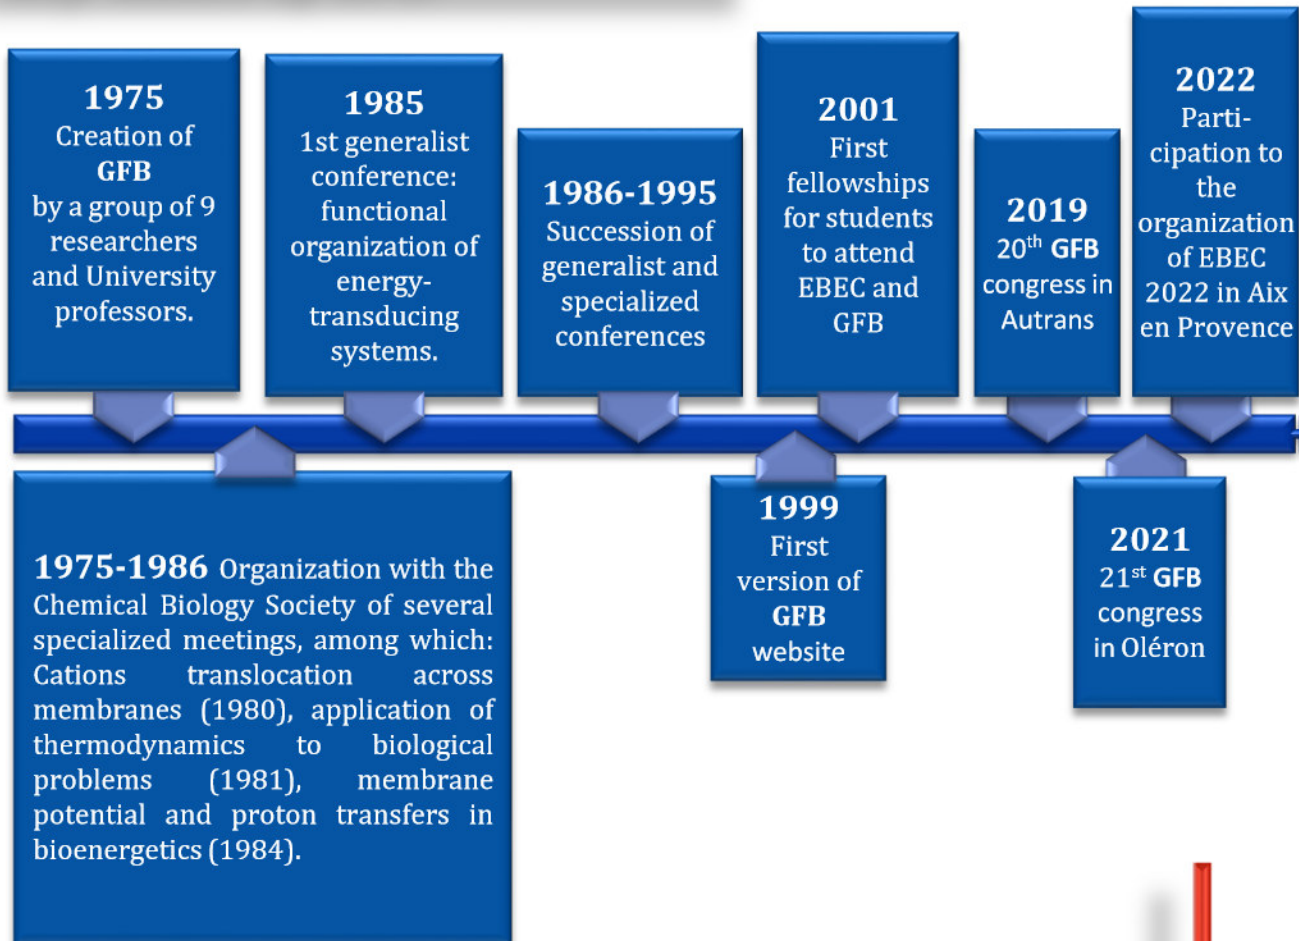 1975
Creation of
GFB
by a group of 9
researchers
and University
professors.
1985
1st generalist
conference:
functional
organization of
energy-
transducing
systems.
1986-1995
Succession of
generalist and
specialized
conferences
2001
First
fellowships
for students
to attend
EBEC and
GFB
2019
20th GFB
congress in
Autrans
2022
Parti-
cipation to
the
organization
of EBEC
2022 in Aix
en Provence
1975-1986 Organization with the
Chemical Biology Society of several
specialized meetings, among which:
Cations translocation across
membranes (1980), application of
thermodynamics to biological
problems (1981), membrane
potential and proton transfers in
bioenergetics (1984).
1999
First
version of
GFB
website
2021
21st GFB
congress
in Oléron